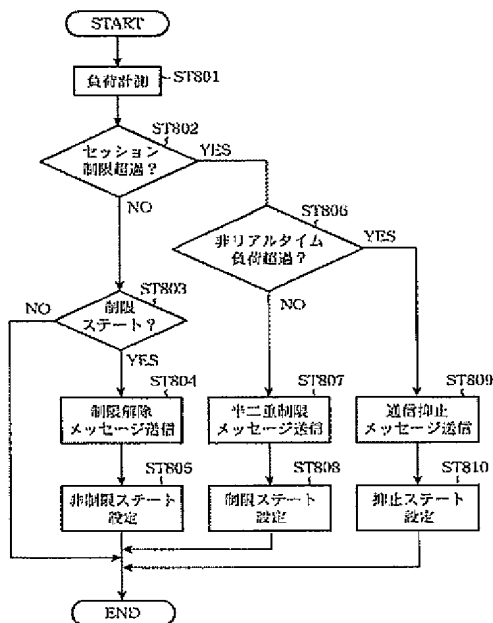 START
負荷計測
ST801
ST802
セッション
制限超過?
YES
NO
ST806
非リアルタイム
負荷超過?
YES
NO
ST803
制限
ステート?
NO
YES
ST804
制限解除
メッセージ送信
ST807
半二重制限
メッセージ送信
ST809
通信抑止
メッセージ送信
ST805
非制限ステート
設定
ST808
制限ステート
設定
ST810
抑止ステート
設定
END